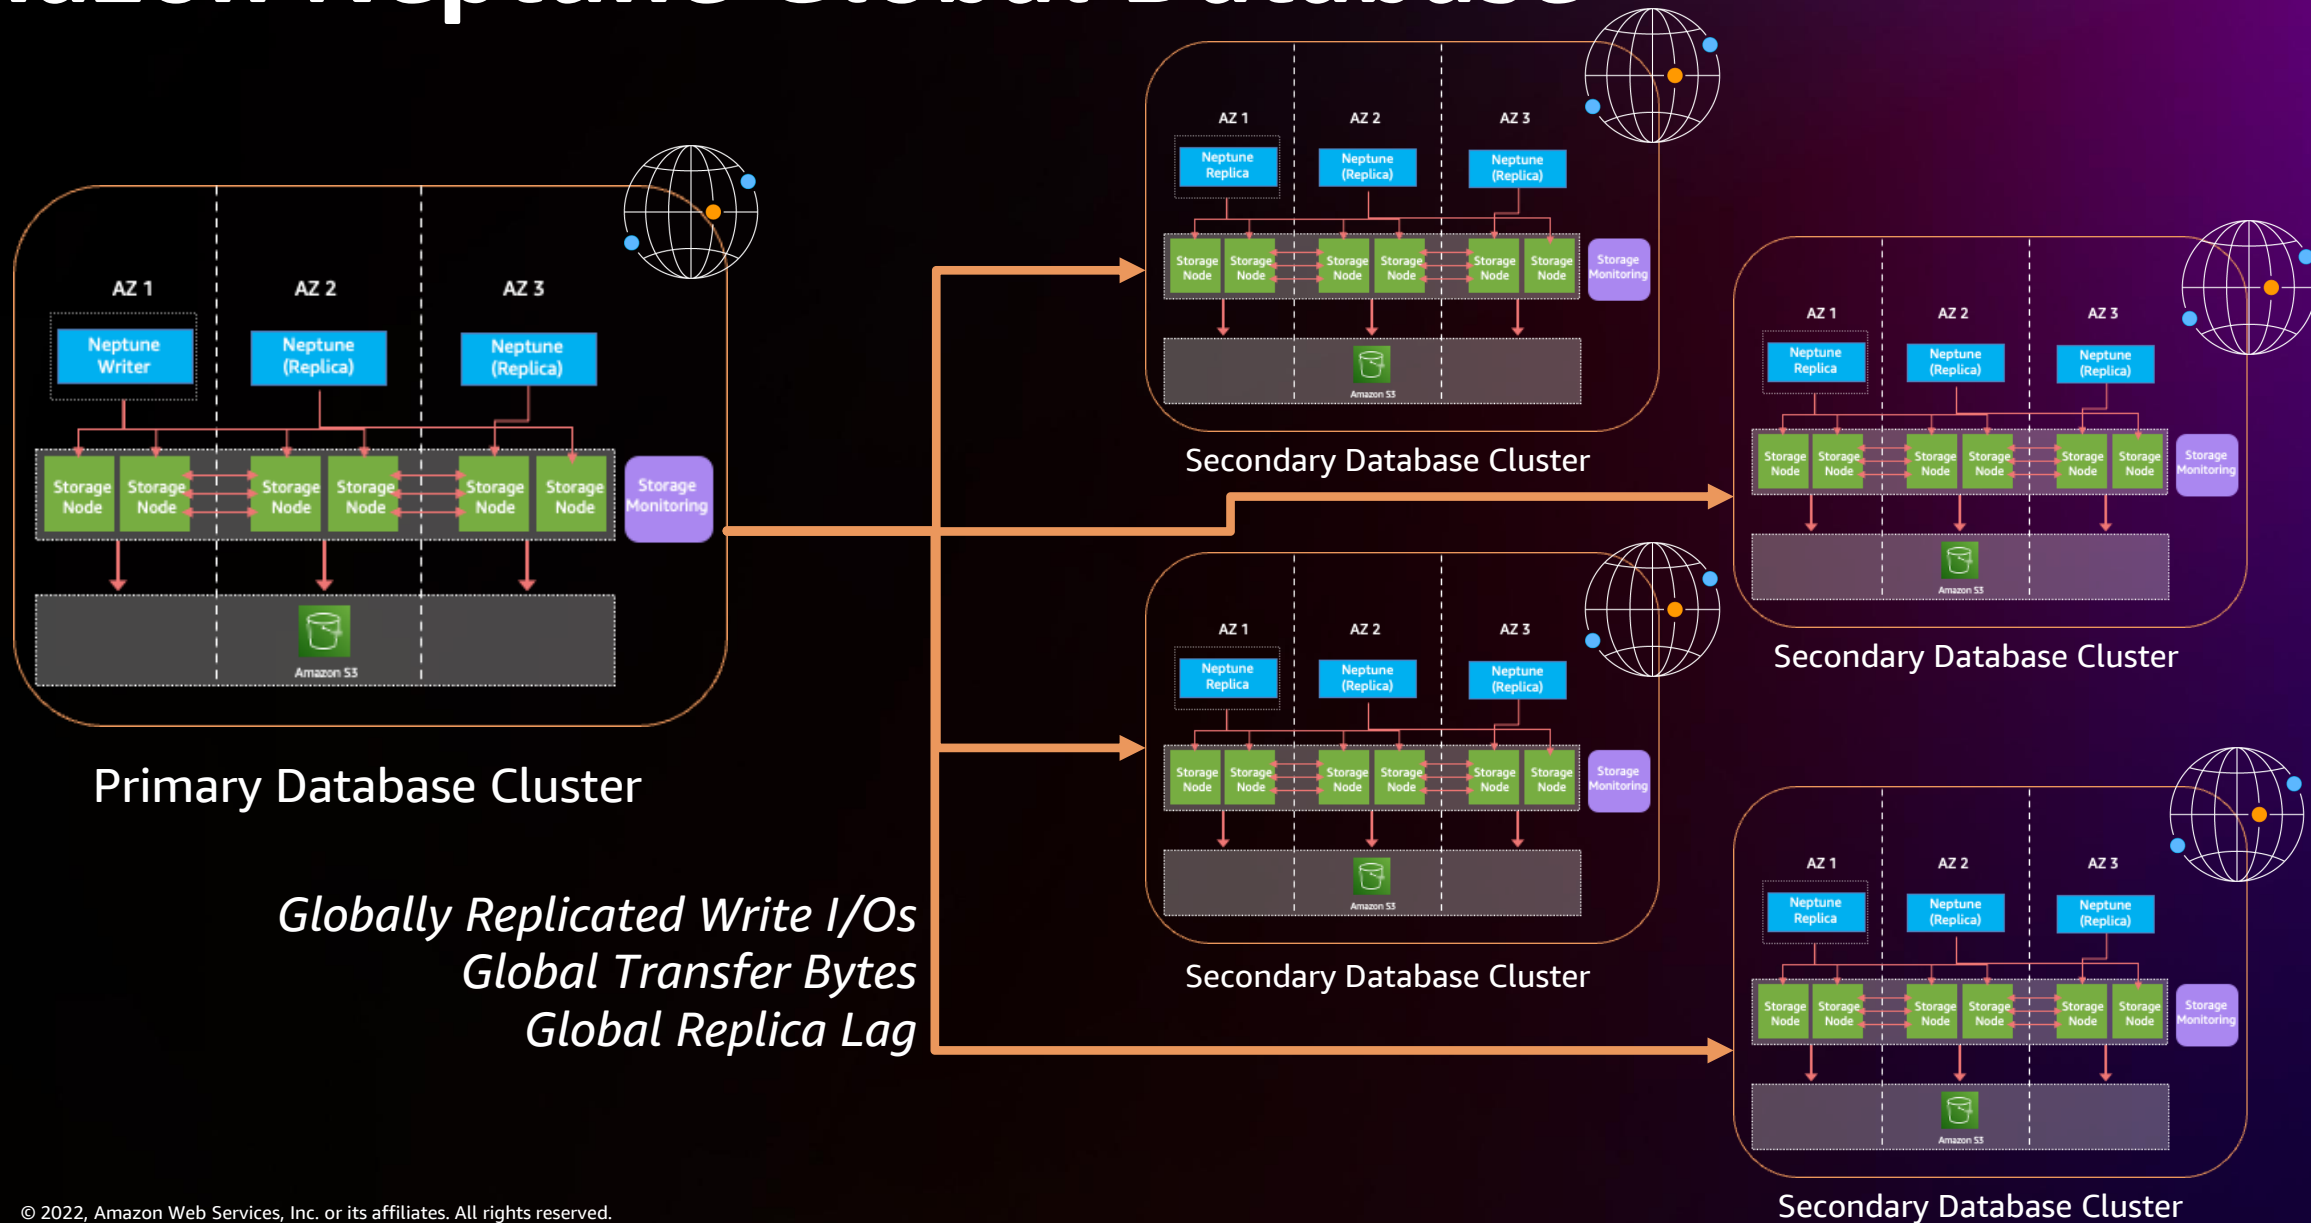 Amazon Neptune Global Database
AZ 1
AZ 2
AZ 3
Neptune
Writer
Neptune
(Replica)
Neptune
(Replica)
Storage
Node
Storage
Node
Storage
Node
Storage
Node
Storage
Node
Storage
Node
Storage
Monitoring
Amazon S3
Primary Database Cluster
Globally Replicated Write I/Os
Global Transfer Bytes
Global Replica Lag
AZ 1
AZ 2
AZ 3
Neptune
Replica
Neptune
(Replica)
Neptune
(Replica)
Storage
Node
Storage
Node
Storage
Node
Storage
Node
Storage
Node
Storage
Node
Storage
Monitoring
Amazon S3
Secondary Database Cluster
AZ 1
AZ 2
AZ 3
Neptune
Replica
Neptune
(Replica)
Neptune
(Replica)
Storage
Node
Storage
Node
Storage
Node
Storage
Node
Storage
Node
Storage
Node
Storage
Monitoring
Amazon S3
Secondary Database Cluster
AZ 1
AZ 2
AZ 3
Neptune
Replica
Neptune
(Replica)
Neptune
(Replica)
Storage
Node
Storage
Node
Storage
Node
Storage
Node
Storage
Node
Storage
Node
Storage
Monitoring
Amazon S3
Secondary Database Cluster
AZ 1
AZ 2
AZ 3
Neptune
Replica
Neptune
(Replica)
Neptune
(Replica)
Storage
Node
Storage
Node
Storage
Node
Storage
Node
Storage
Node
Storage
Node
Storage
Monitoring
Amazon S3
Secondary Database Cluster
© 2022, Amazon Web Services, Inc. or its affiliates. All rights reserved.